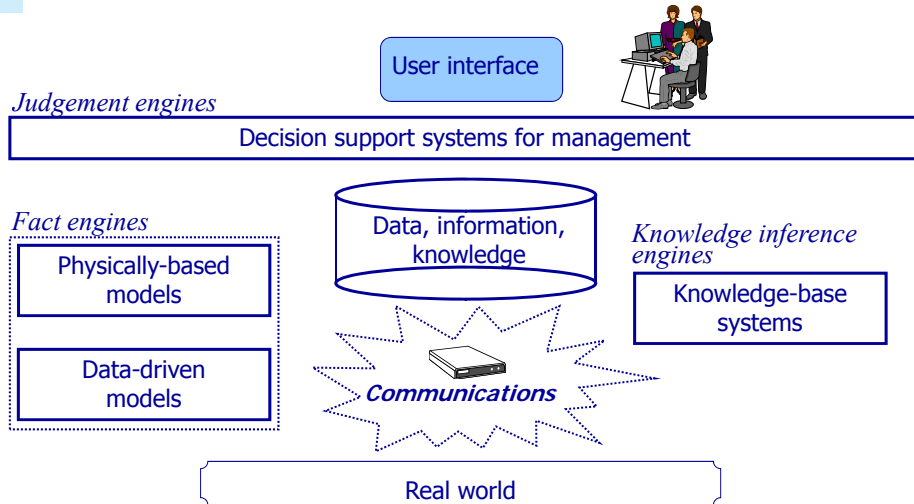 User interface
Judgement engines
Decision support systems for management
Fact engines
Physically-based
models
Data-driven
models
Data, information,
knowledge
Communications
Knowledge inference
engines
Knowledge-base
systems
Real world